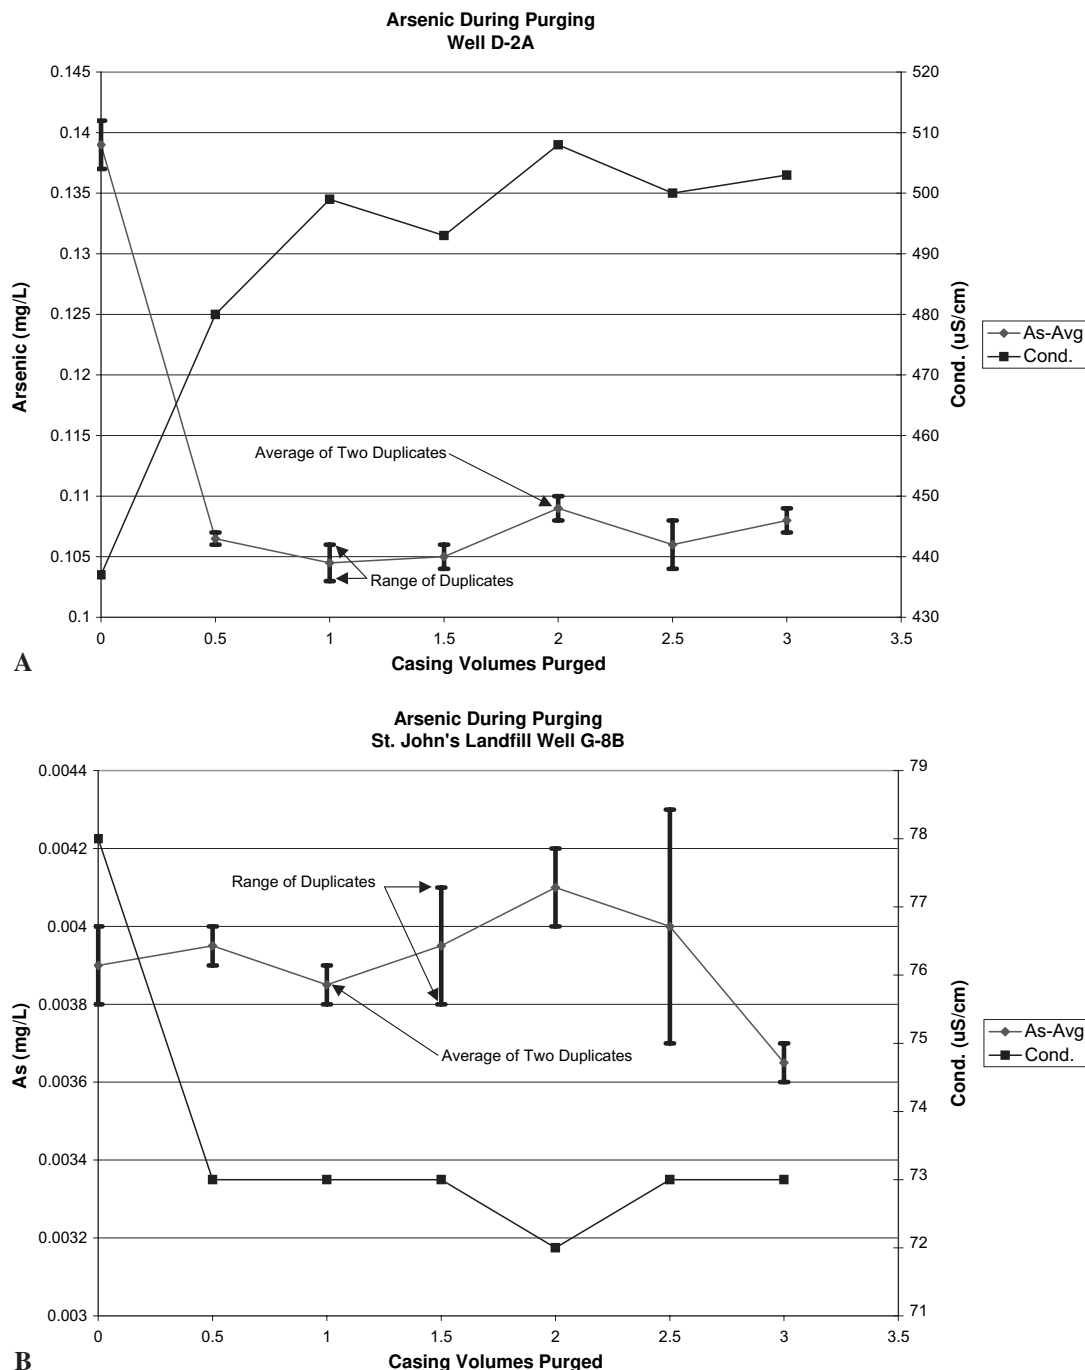 Arsenic During Purging
Well D-2A
0.145
0.14
0.135
0.13
0.125
0.12
0.115
0.11
0.105
0.1
Arsenic (mg/L)
520
510
500
490
480
470
460
450
440
430
Cond. (uS/cm)
As-Avg
Cond.
Average of Two Duplicates
Range of Duplicates
0 0.5 1 1.5 2 2.5 3 3.5
Casing Volumes Purged
A
Arsenic During Purging
St. John's Landfill Well G-8B
0.0044
0.0042
0.004
0.0038
0.0036
0.0034
0.0032
0.003
As (mg/L)
79
78
77
76
75
74
73
72
71
Cond. (uS/cm)
As-Avg
Cond.
Range of Duplicates
Average of Two Duplicates
0 0.5 1 1.5 2 2.5 3 3.5
Casing Volumes Purged
B